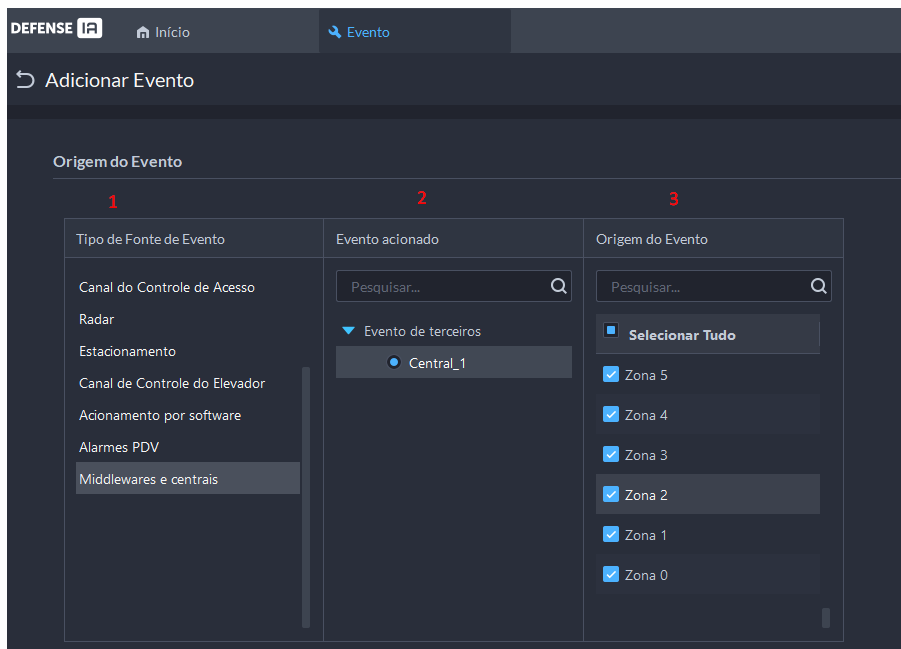 DEFENSE IA
Início
Evento
Adicionar Evento
Origem do Evento
1
2
3
Tipo de Fonte de Evento
Evento acionado
Origem do Evento
Canal do Controle de Acesso
Radar
Estacionamento
Canal de Controle do Elevador
Acionamento por software
Alarmes PDV
Middlewares e centrais
Pesquisar...
Evento de terceiros
Central_1
Pesquisar...
Selecionar Tudo
Zona 5
Zona 4
Zona 3
Zona 2
Zona 1
Zona 0